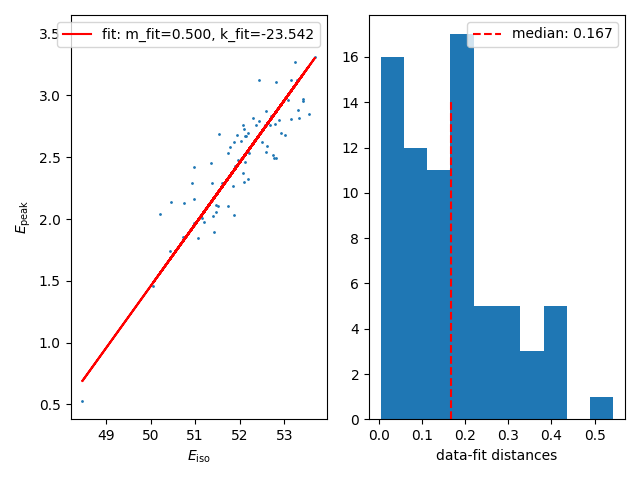 fit: m_fit=0.500, k_fit=-23.542
3.5
3.0
2.5
2.0
1.5
1.0
0.5
E_peak
49 50 51 52 53
E_iso
median: 0.167
16
14
12
10
8
6
4
2
0
0.0 0.1 0.2 0.3 0.4 0.5
data-fit distances